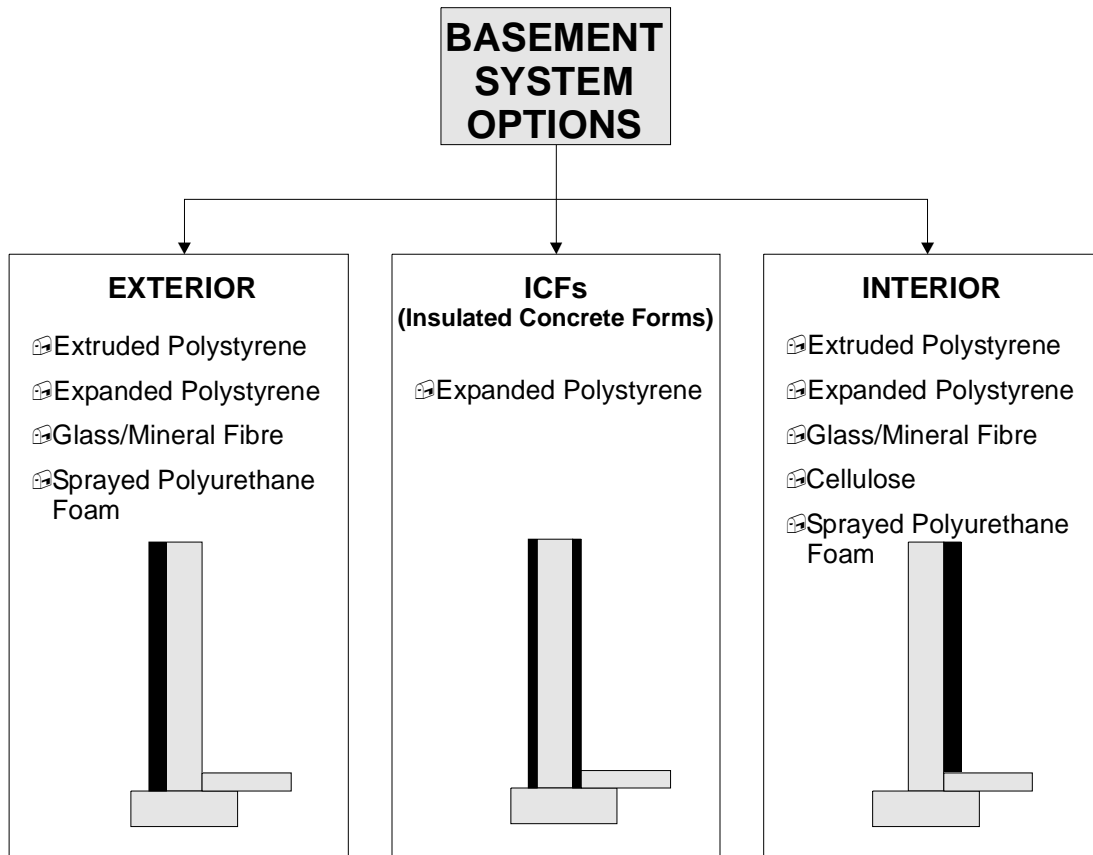 BASEMENT
SYSTEM
OPTIONS
EXTERIOR
Extruded Polystyrene
Expanded Polystyrene
Glass/Mineral Fibre
Sprayed Polyurethane
Foam
ICFs
(Insulated Concrete Forms)
Expanded Polystyrene
INTERIOR
Extruded Polystyrene
Expanded Polystyrene
Glass/Mineral Fibre
Cellulose
Sprayed Polyurethane
Foam